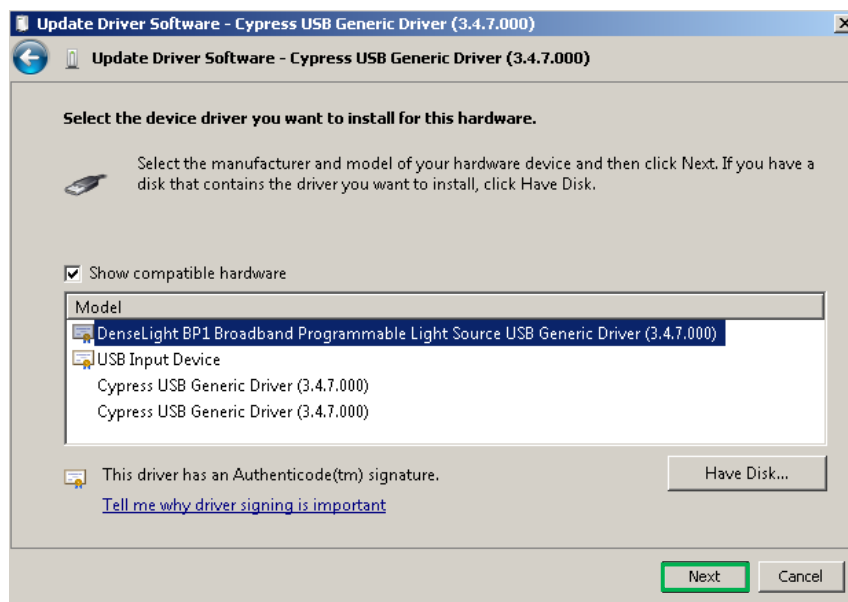 Update Driver Software - Cypress USB Generic Driver (3.4.7.000)
Update Driver Software - Cypress USB Generic Driver (3.4.7.000)
Select the device driver you want to install for this hardware.
Select the manufacturer and model of your hardware device and then click Next. If you have a
disk that contains the driver you want to install, click Have Disk.
Show compatible hardware
Model
DenseLight BP1 Broadband Programmable Light Source USB Generic Driver (3.4.7.000)
USB Input Device
Cypress USB Generic Driver (3.4.7.000)
Cypress USB Generic Driver (3.4.7.000)
This driver has an Authenticode(tm) signature.
Have Disk...
Tell me why driver signing is important
Next
Cancel